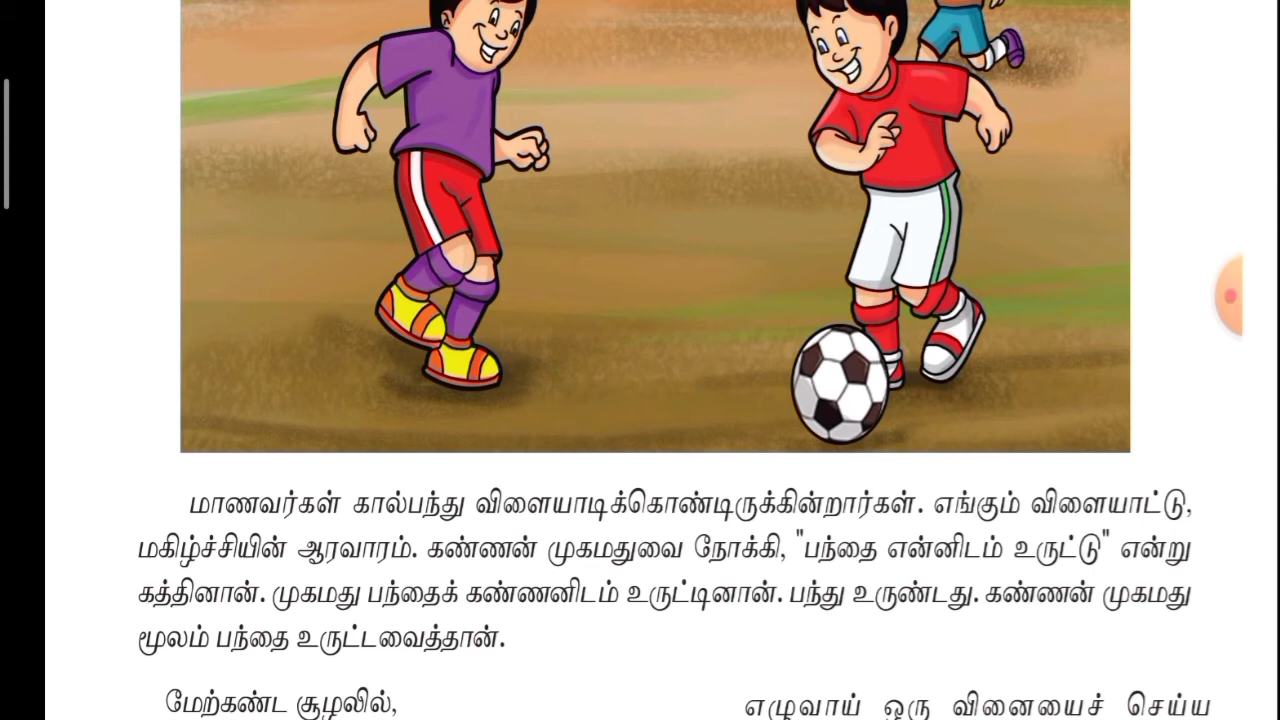 மாணவர்கள் கால்பந்து விளையாடிக்கொண்டிருக்கின்றார்கள். எங்கும் விளையாட்டு,
மகிழ்ச்சியின் ஆரவாரம். கண்ணன் முகமதுவை நோக்கி, "பந்தை என்னிடம் உருட்டு" என்று
கத்தினான். முகமது பந்தைக் கண்ணனிடம் உருட்டினான். பந்து உருண்டது. கண்ணன் முகமது
மூலம் பந்தை உருட்டவைத்தான்.
மேற்கண்ட சூழலில்,
எழுவாய் ஒரு வினையைச் செய்ய